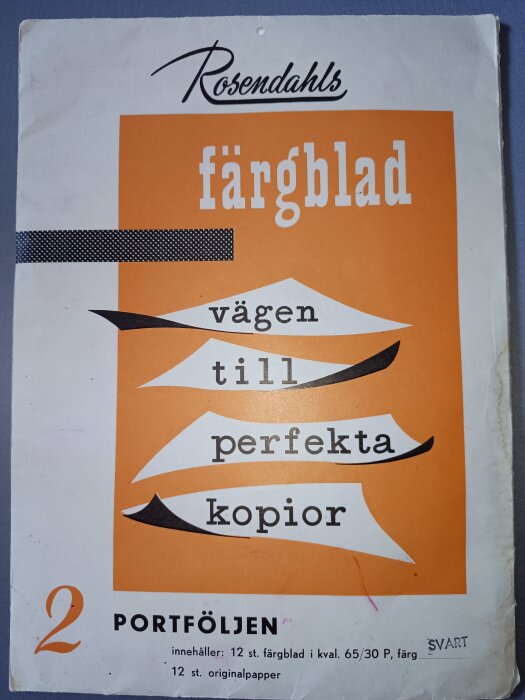 Rosendahls
färgblad
vägen
till
perfekta
kopior
2 PORTFÖLJEN
innehåller: 12 st. färgblad i kval. 65/30 P, färg SVART
12 st. originalpapper